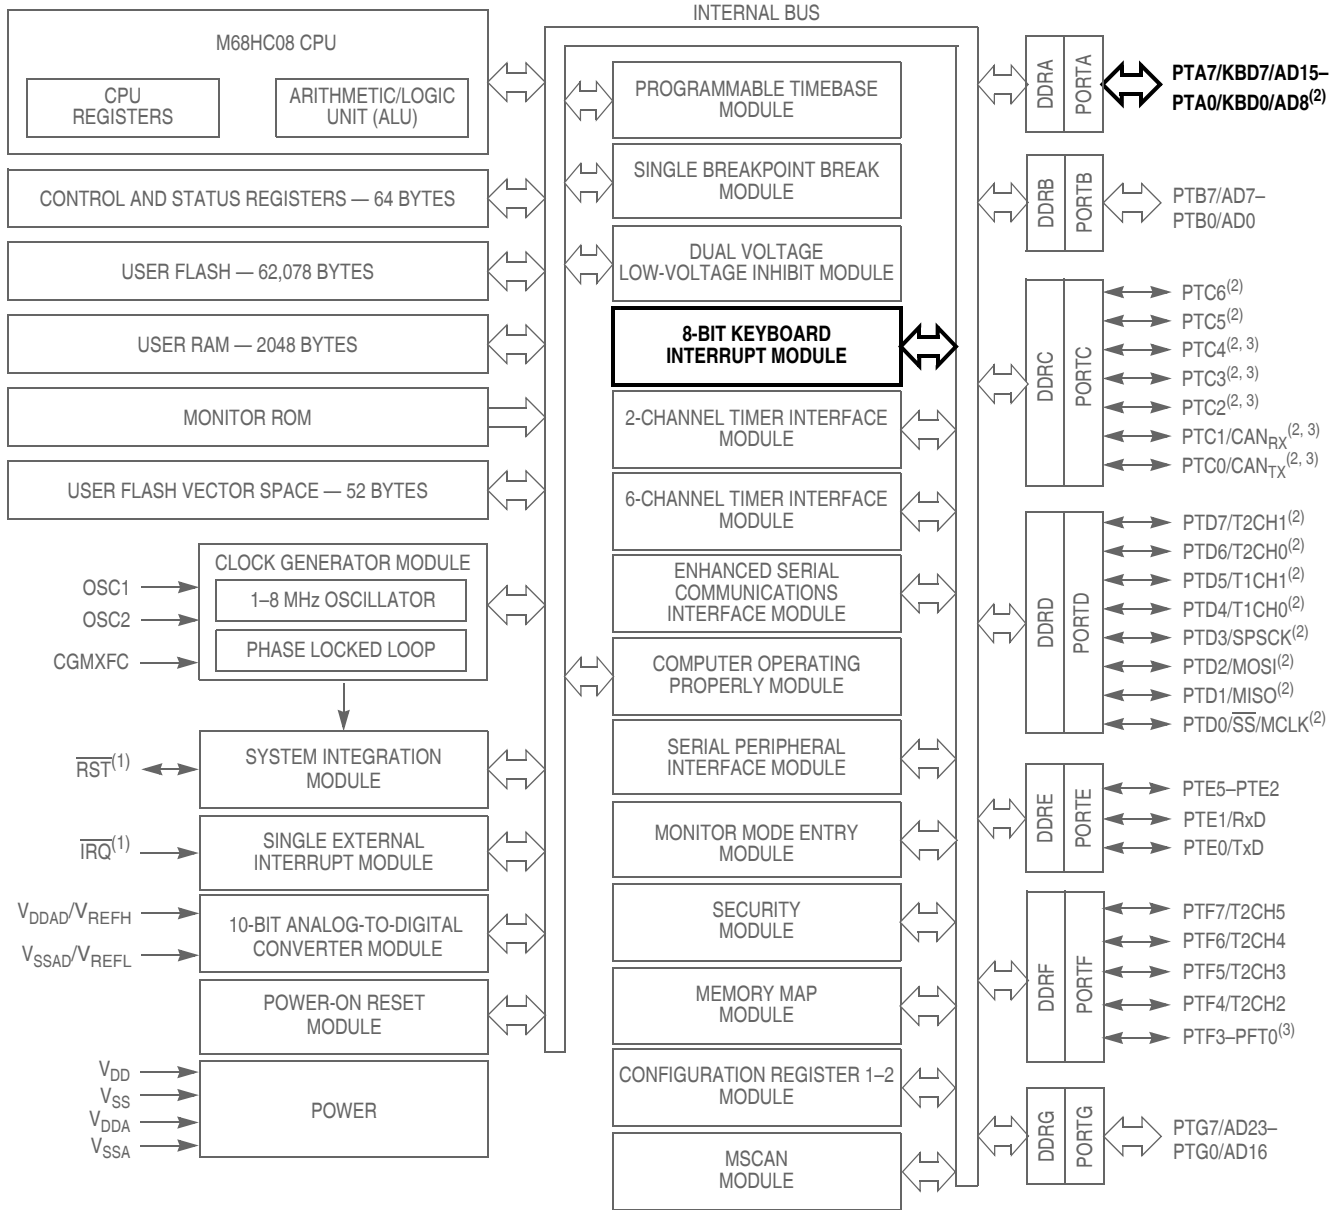 INTERNAL BUS
M68HC08 CPU
CPU
REGISTERS
ARITHMETIC/LOGIC
UNIT (ALU)
CONTROL AND STATUS REGISTERS — 64 BYTES
USER FLASH — 62,078 BYTES
USER RAM — 2048 BYTES
MONITOR ROM
USER FLASH VECTOR SPACE — 52 BYTES
CLOCK GENERATOR MODULE
1–8 MHz OSCILLATOR
PHASE LOCKED LOOP
OSC1
OSC2
CGMXFC
SYSTEM INTEGRATION
MODULE
RST(1)
SINGLE EXTERNAL
INTERRUPT MODULE
IRQ(1)
10-BIT ANALOG-TO-DIGITAL
CONVERTER MODULE
VDDAD/VREFH
VSSAD/VREFL
POWER-ON RESET
MODULE
POWER
VDD
VSS
VDDA
VSSA
PROGRAMMABLE TIMEBASE
MODULE
SINGLE BREAKPOINT BREAK
MODULE
DUAL VOLTAGE
LOW-VOLTAGE INHIBIT MODULE
8-BIT KEYBOARD
INTERRUPT MODULE
2-CHANNEL TIMER INTERFACE
MODULE
6-CHANNEL TIMER INTERFACE
MODULE
ENHANCED SERIAL
COMMUNICATIONS
INTERFACE MODULE
COMPUTER OPERATING
PROPERLY MODULE
SERIAL PERIPHERAL
INTERFACE MODULE
MONITOR MODE ENTRY
MODULE
SECURITY
MODULE
MEMORY MAP
MODULE
CONFIGURATION REGISTER 1–2
MODULE
MSCAN
MODULE
DDRA
PORTA
PTA7/KBD7/AD15–
PTA0/KBD0/AD8(2)
DDRB
PORTB
PTB7/AD7–
PTB0/AD0
DDRC
PORTC
PTC6(2)
PTC5(2)
PTC4(2, 3)
PTC3(2, 3)
PTC2(2, 3)
PTC1/CANRX(2, 3)
PTC0/CANTX(2, 3)
DDRD
PORTD
PTD7/T2CH1(2)
PTD6/T2CH0(2)
PTD5/T1CH1(2)
PTD4/T1CH0(2)
PTD3/SPSCK(2)
PTD2/MOSI(2)
PTD1/MISO(2)
PTD0/SS/MCLK(2)
DDRE
PORTE
PTE5–PTE2
PTE1/RxD
PTE0/TxD
DDRF
PORTF
PTF7/T2CH5
PTF6/T2CH4
PTF5/T2CH3
PTF4/T2CH2
PTF3–PFT0(3)
DDRG
PORTG
PTG7/AD23–
PTG0/AD16